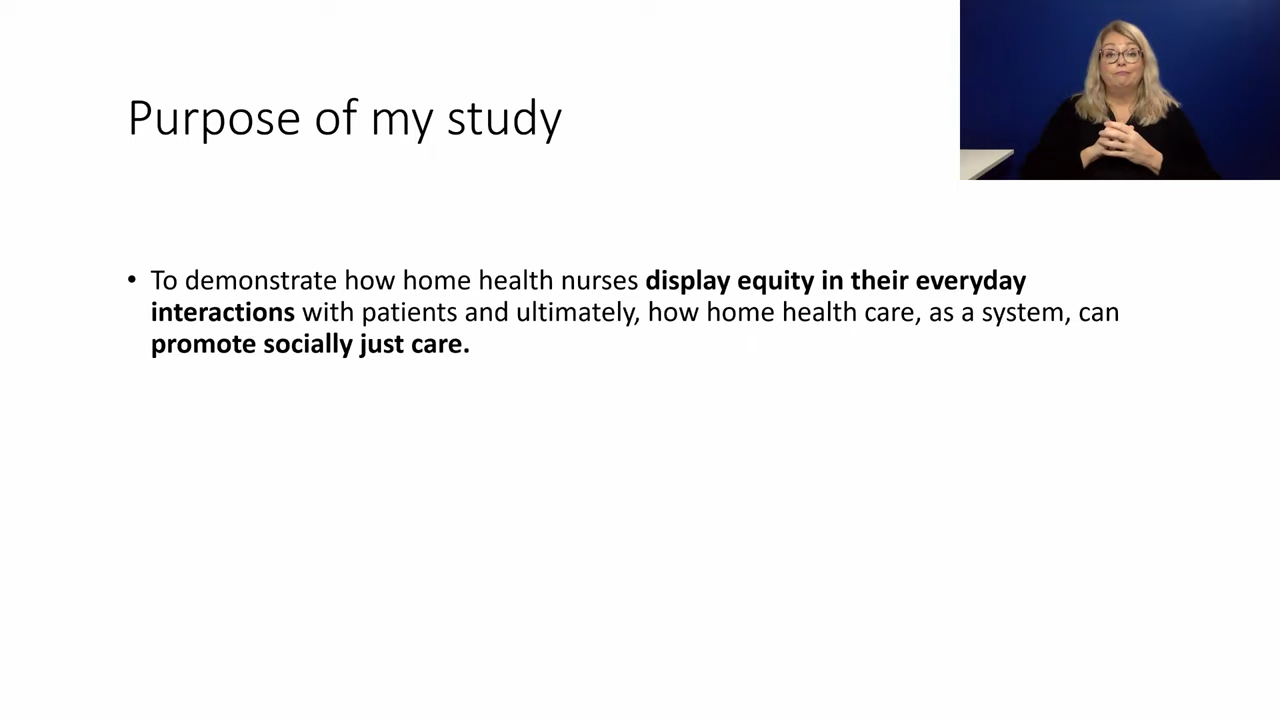 Purpose of my study
• To demonstrate how home health nurses display equity in their everyday
interactions with patients and ultimately, how home health care, as a system, can
promote socially just care.